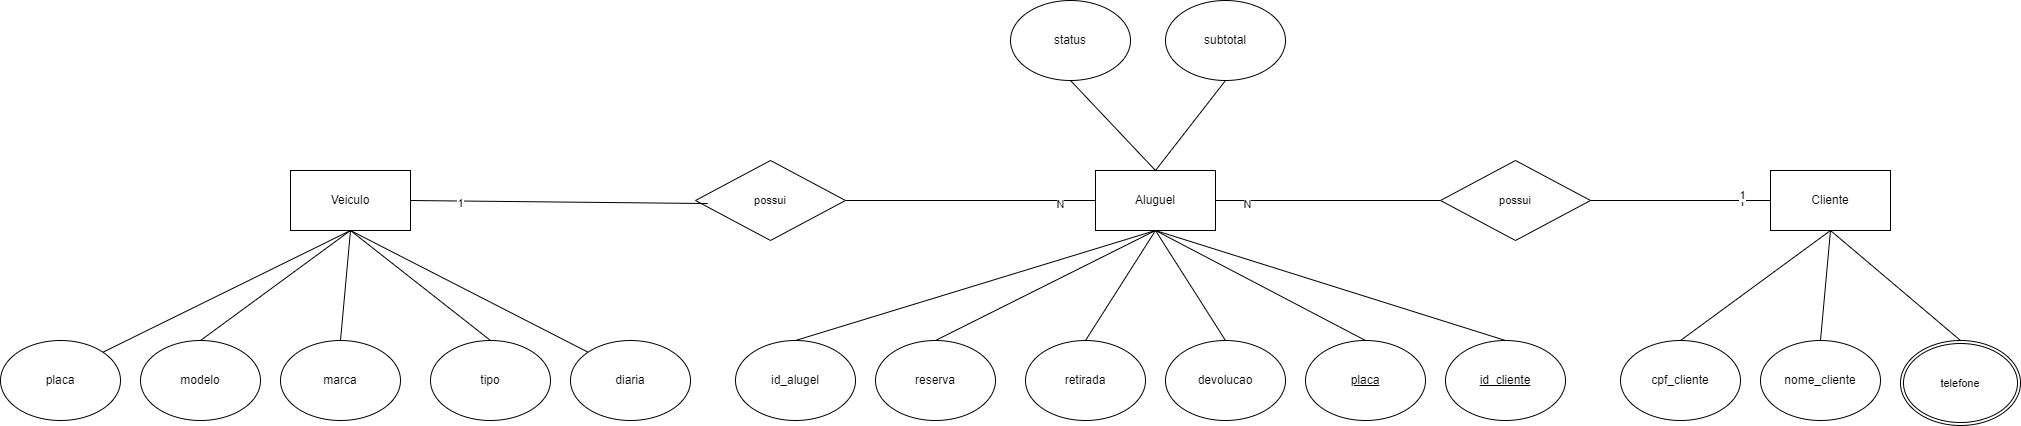 status
subtotal
Veiculo
1
possui
N
Aluguel
N
possui
1
Cliente
placa
modelo
marca
tipo
diaria
id_alugel
reserva
retirada
devolucao
placa
id_cliente
cpf_cliente
nome_cliente
telefone